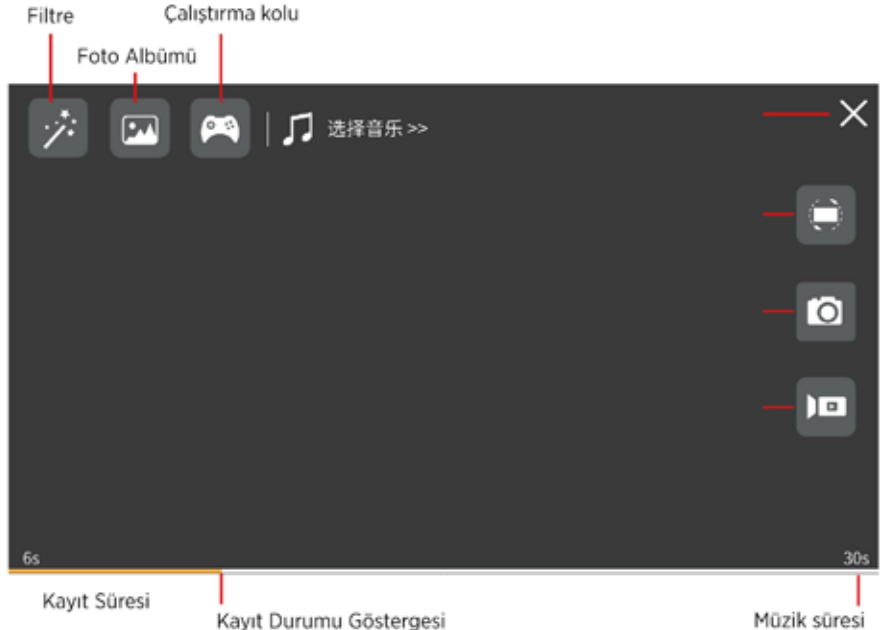 Filtre
Çalıştırma kolu
Foto Albümü
选择音乐 >>
6s
30s
Kayıt Süresi
Kayıt Durumu Göstergesi
Müzik süresi